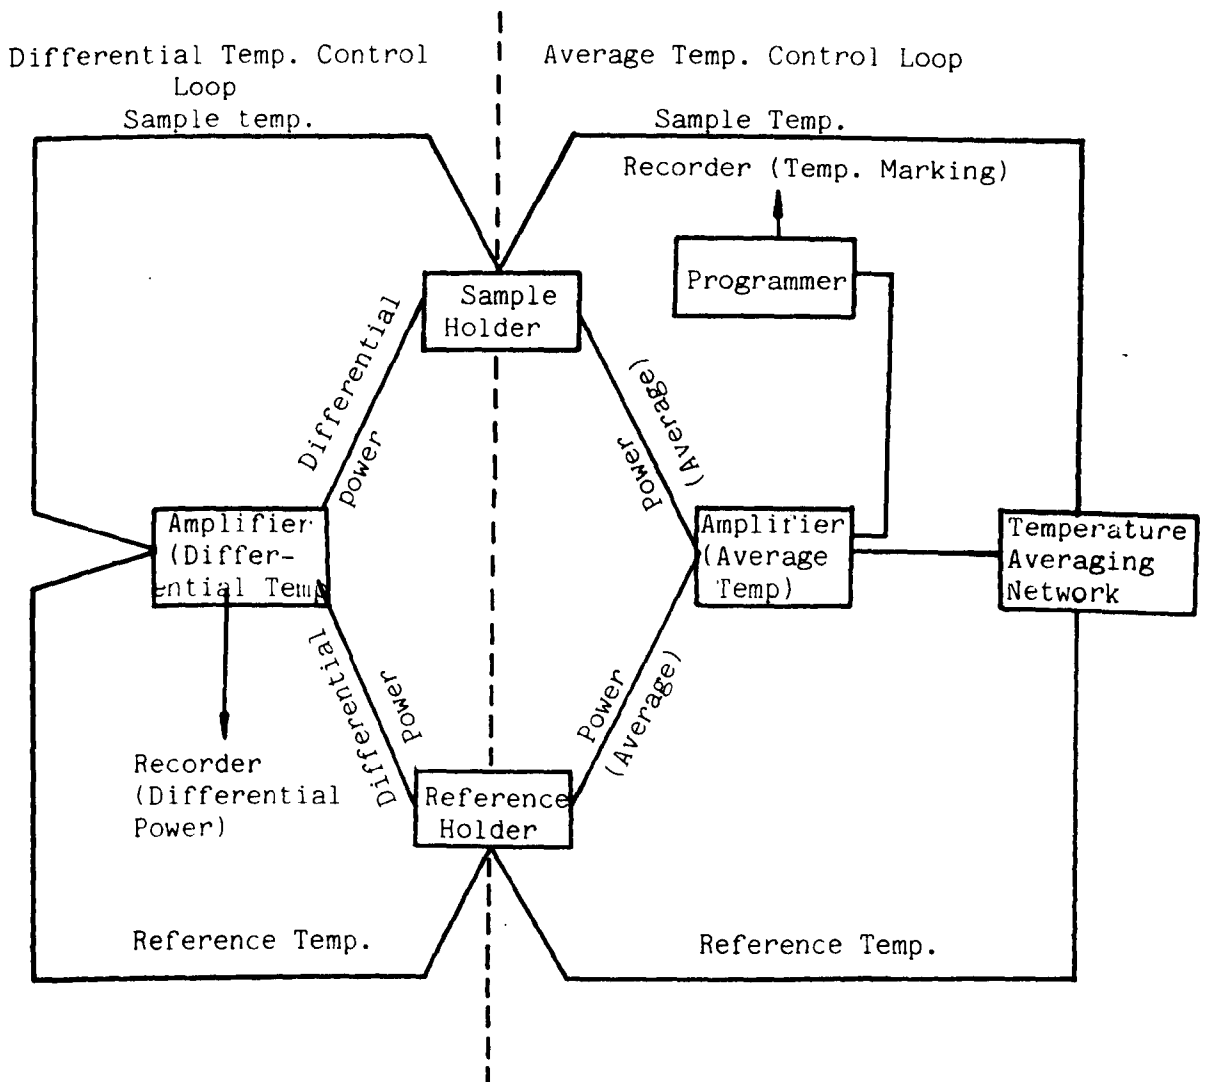 Differential Temp. Control
Loop
Sample temp.
Average Temp. Control Loop
Sample Temp.
Recorder (Temp. Marking)
Programmer
Sample
Holder
Differential
power
Power
(Average)
Amplifier
(Differ-
ential Temp
Amplifier
(Average
Temp)
Temperature
Averaging
Network
Differential
Power
Power
(Average)
Recorder
(Differential
Power)
Reference
Holder
Reference Temp.
Reference Temp.